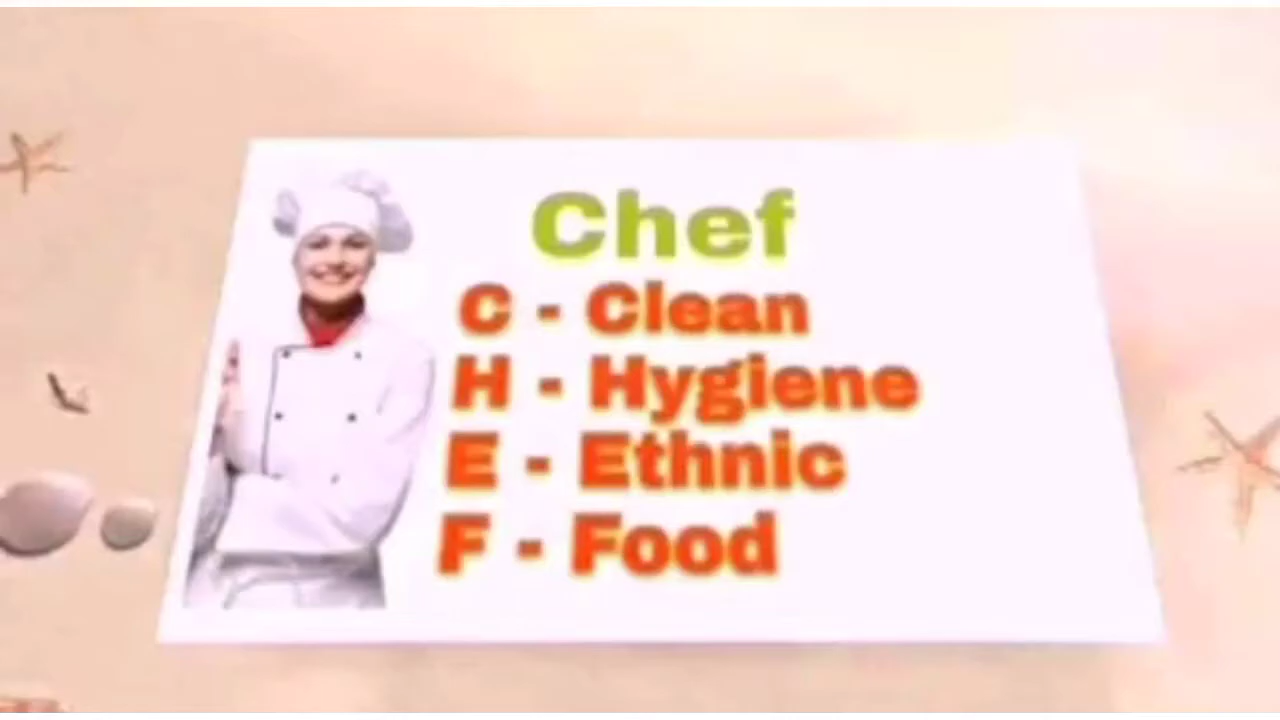 Chef
C - Clean
H - Hygiene
E - Ethnic
F - Food